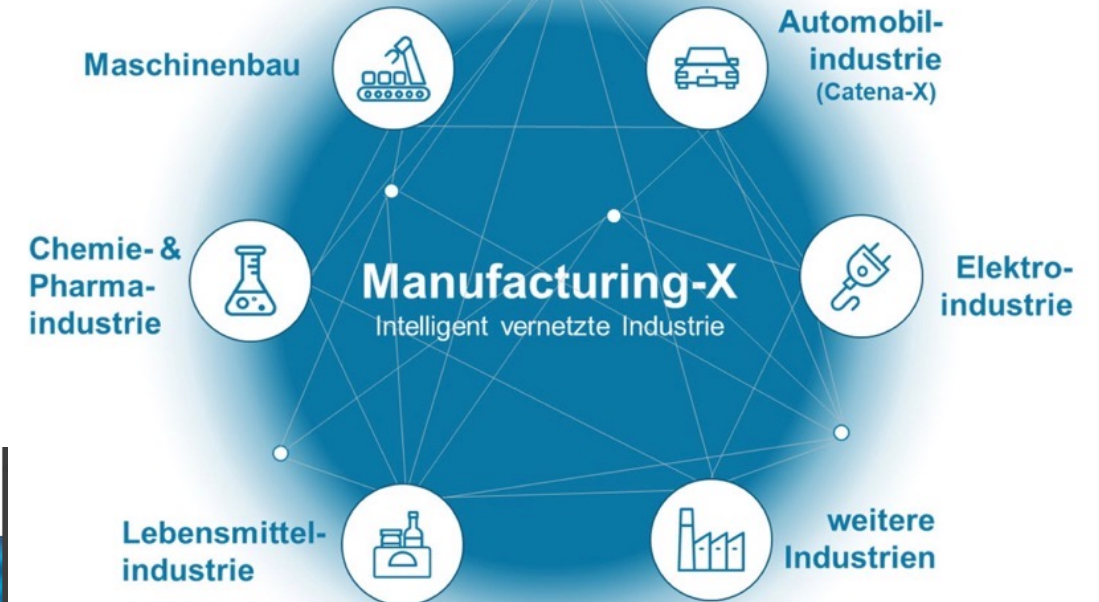 Maschinenbau
Automobil-
industrie
(Catena-X)
Chemie- &
Pharma-
industrie
Manufacturing-X
Intelligent vernetzte Industrie
Elektro-
industrie
Lebensmittel-
industrie
weitere
Industrien